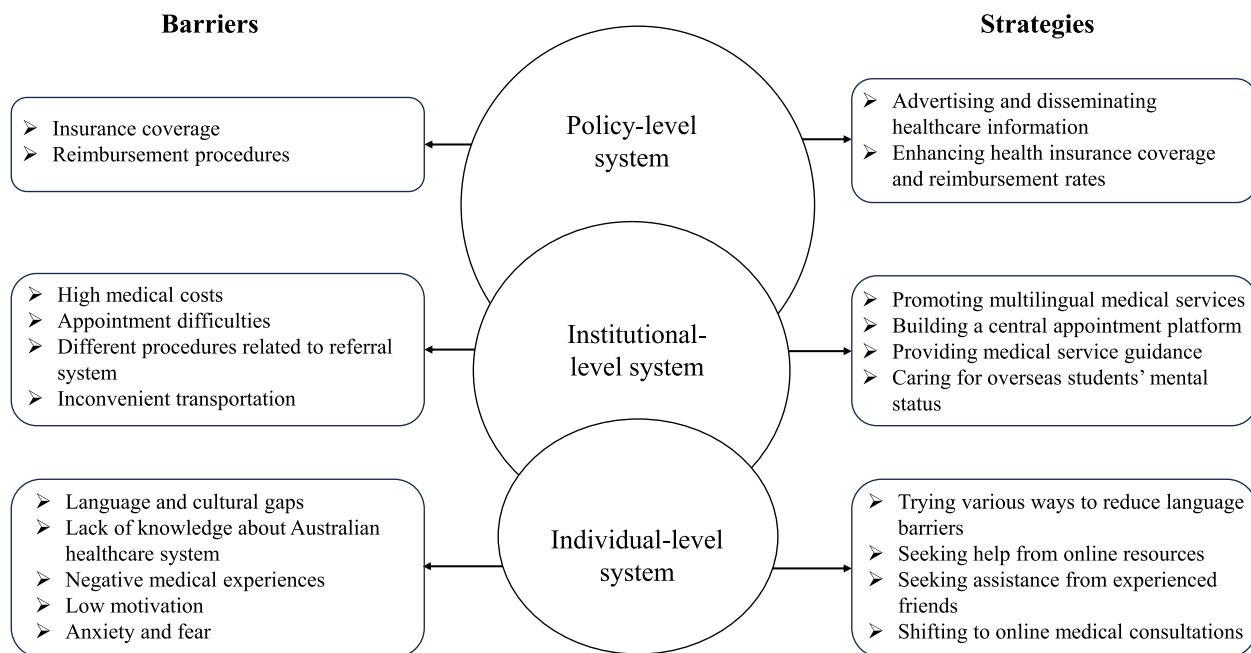 Barriers
Strategies
➢ Insurance coverage
➢ Reimbursement procedures
Policy-level
system
➢ Advertising and disseminating
healthcare information
➢ Enhancing health insurance coverage
and reimbursement rates
➢ High medical costs
➢ Appointment difficulties
➢ Different procedures related to referral
system
➢ Inconvenient transportation
Institutional-
level system
➢ Promoting multilingual medical services
➢ Building a central appointment platform
➢ Providing medical service guidance
➢ Caring for overseas students’ mental
status
➢ Language and cultural gaps
➢ Lack of knowledge about Australian
healthcare system
➢ Negative medical experiences
➢ Low motivation
➢ Anxiety and fear
Individual-level
system
➢ Trying various ways to reduce language
barriers
➢ Seeking help from online resources
➢ Seeking assistance from experienced
friends
➢ Shifting to online medical consultations